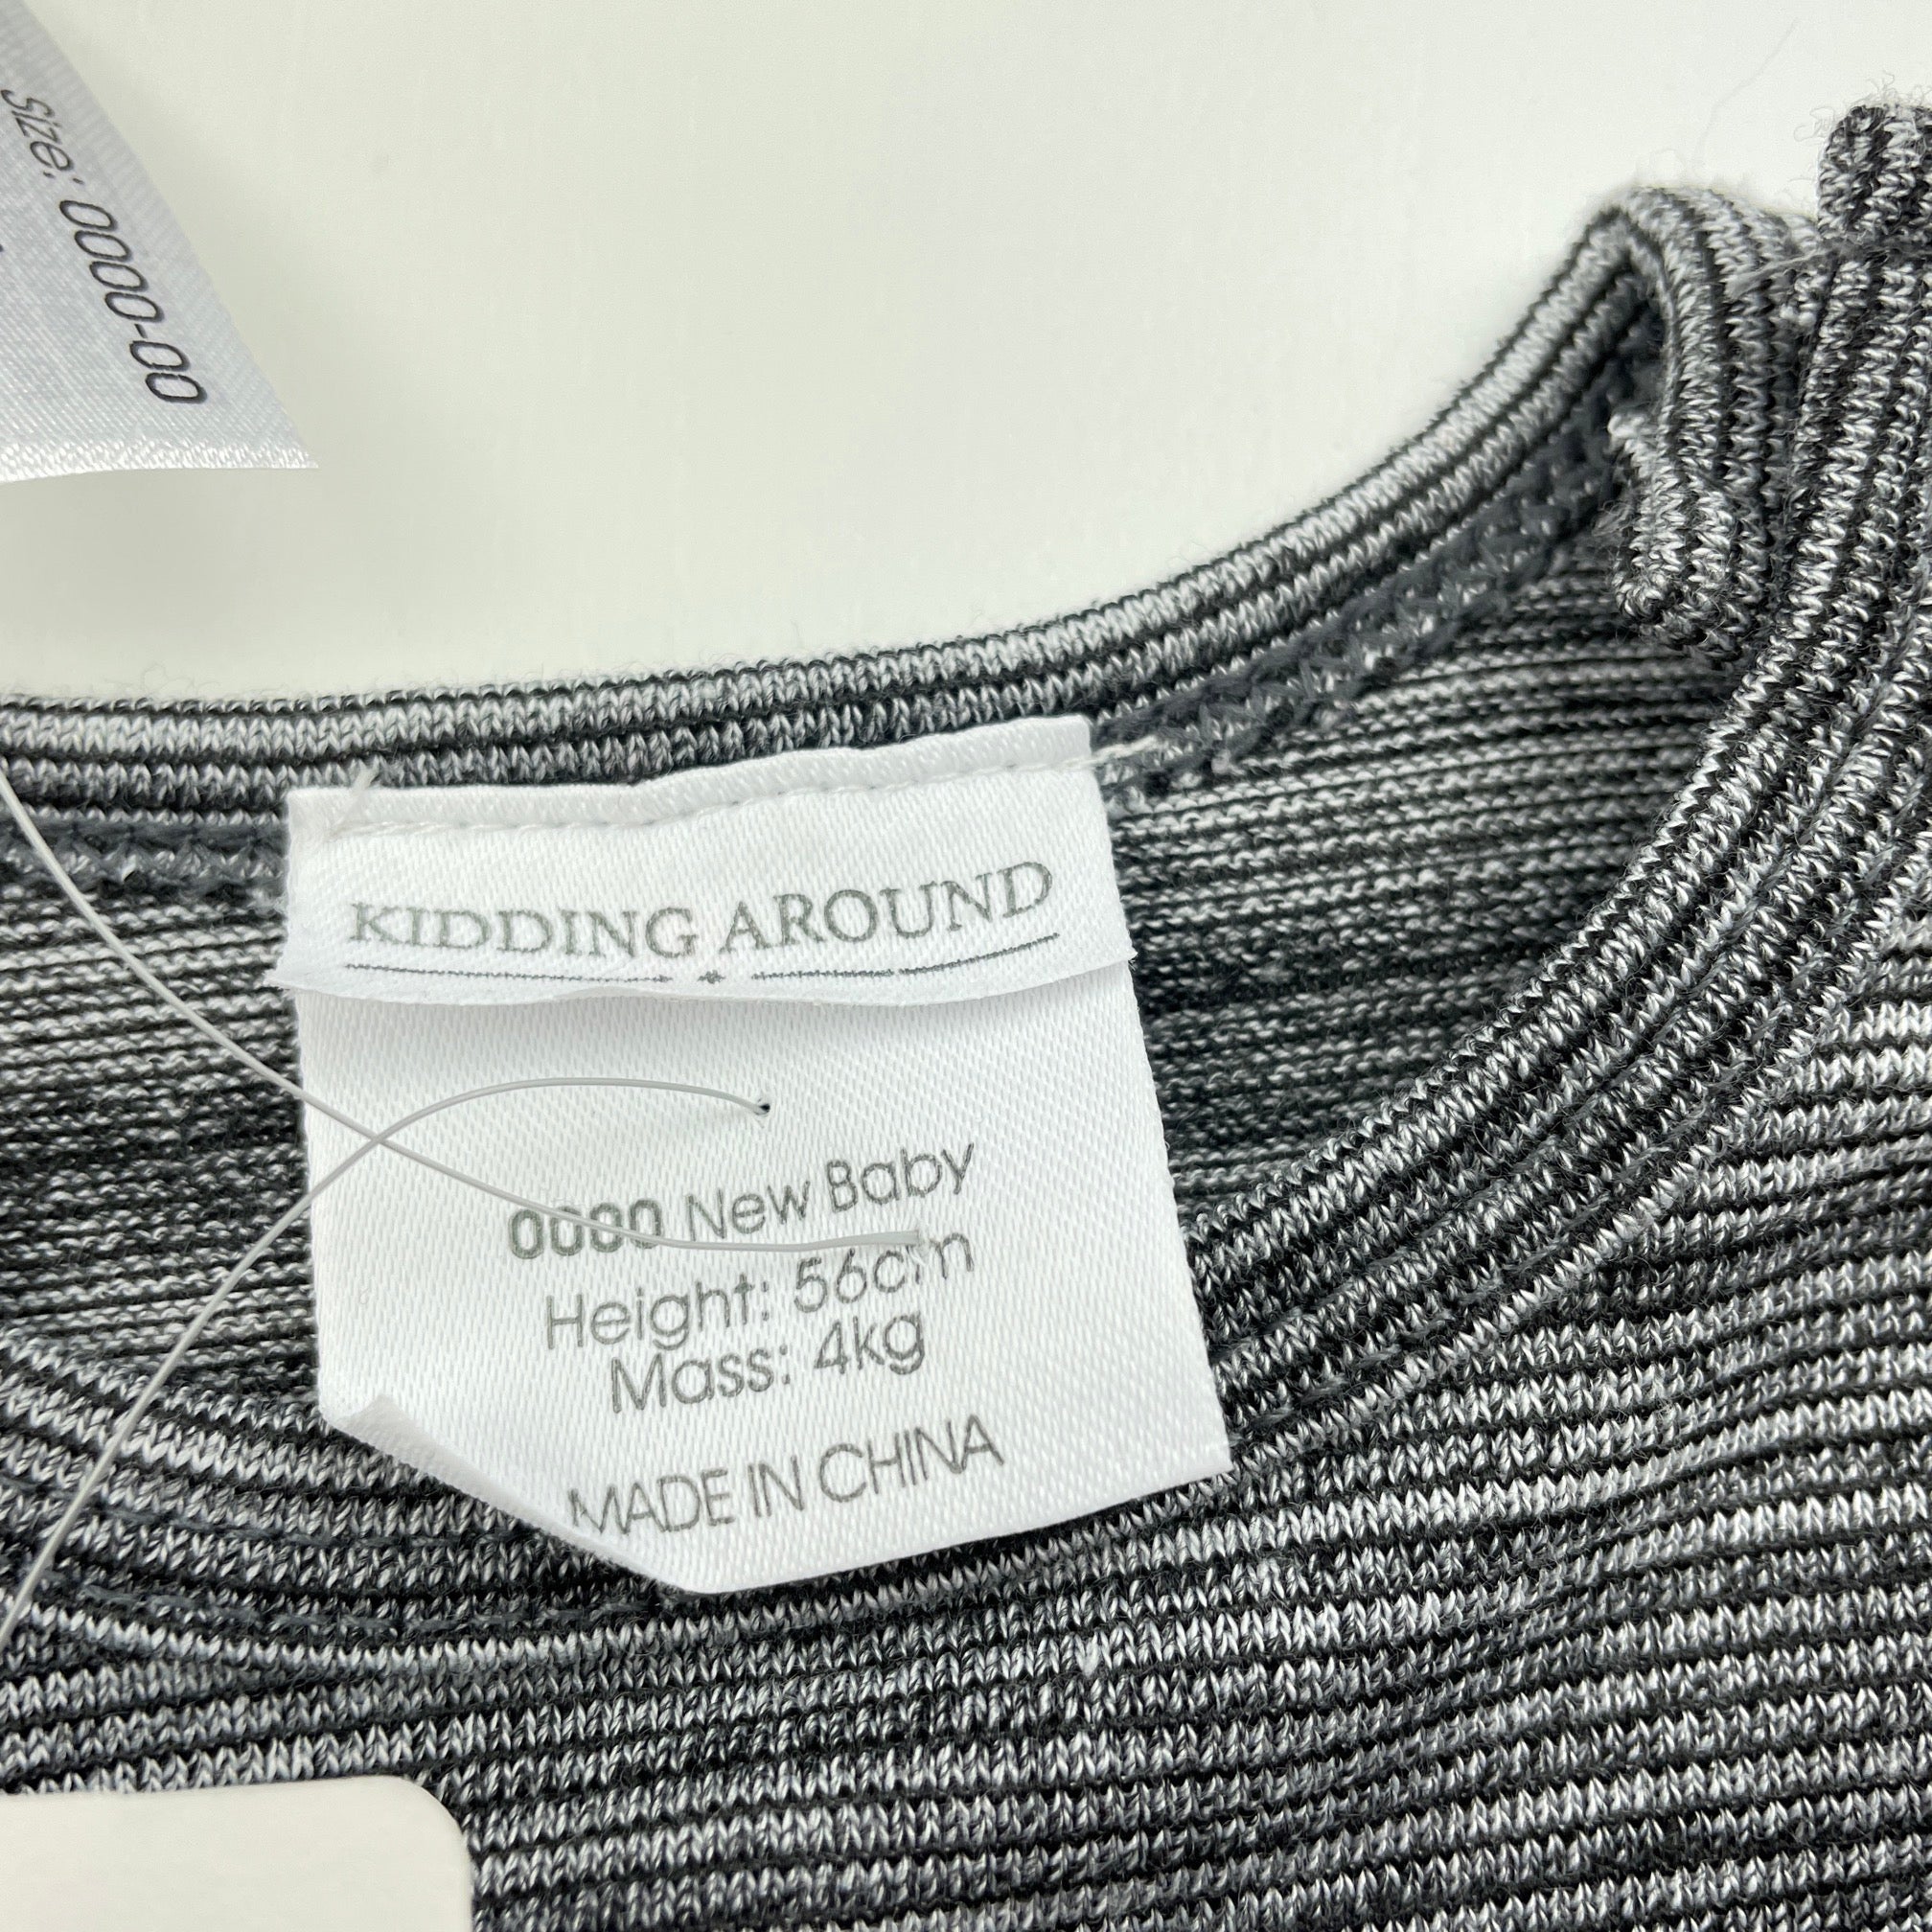 Size: 0000-00
KIDDING AROUND
0000 New Baby
Height: 56cm
Mass: 4kg
MADE IN CHINA